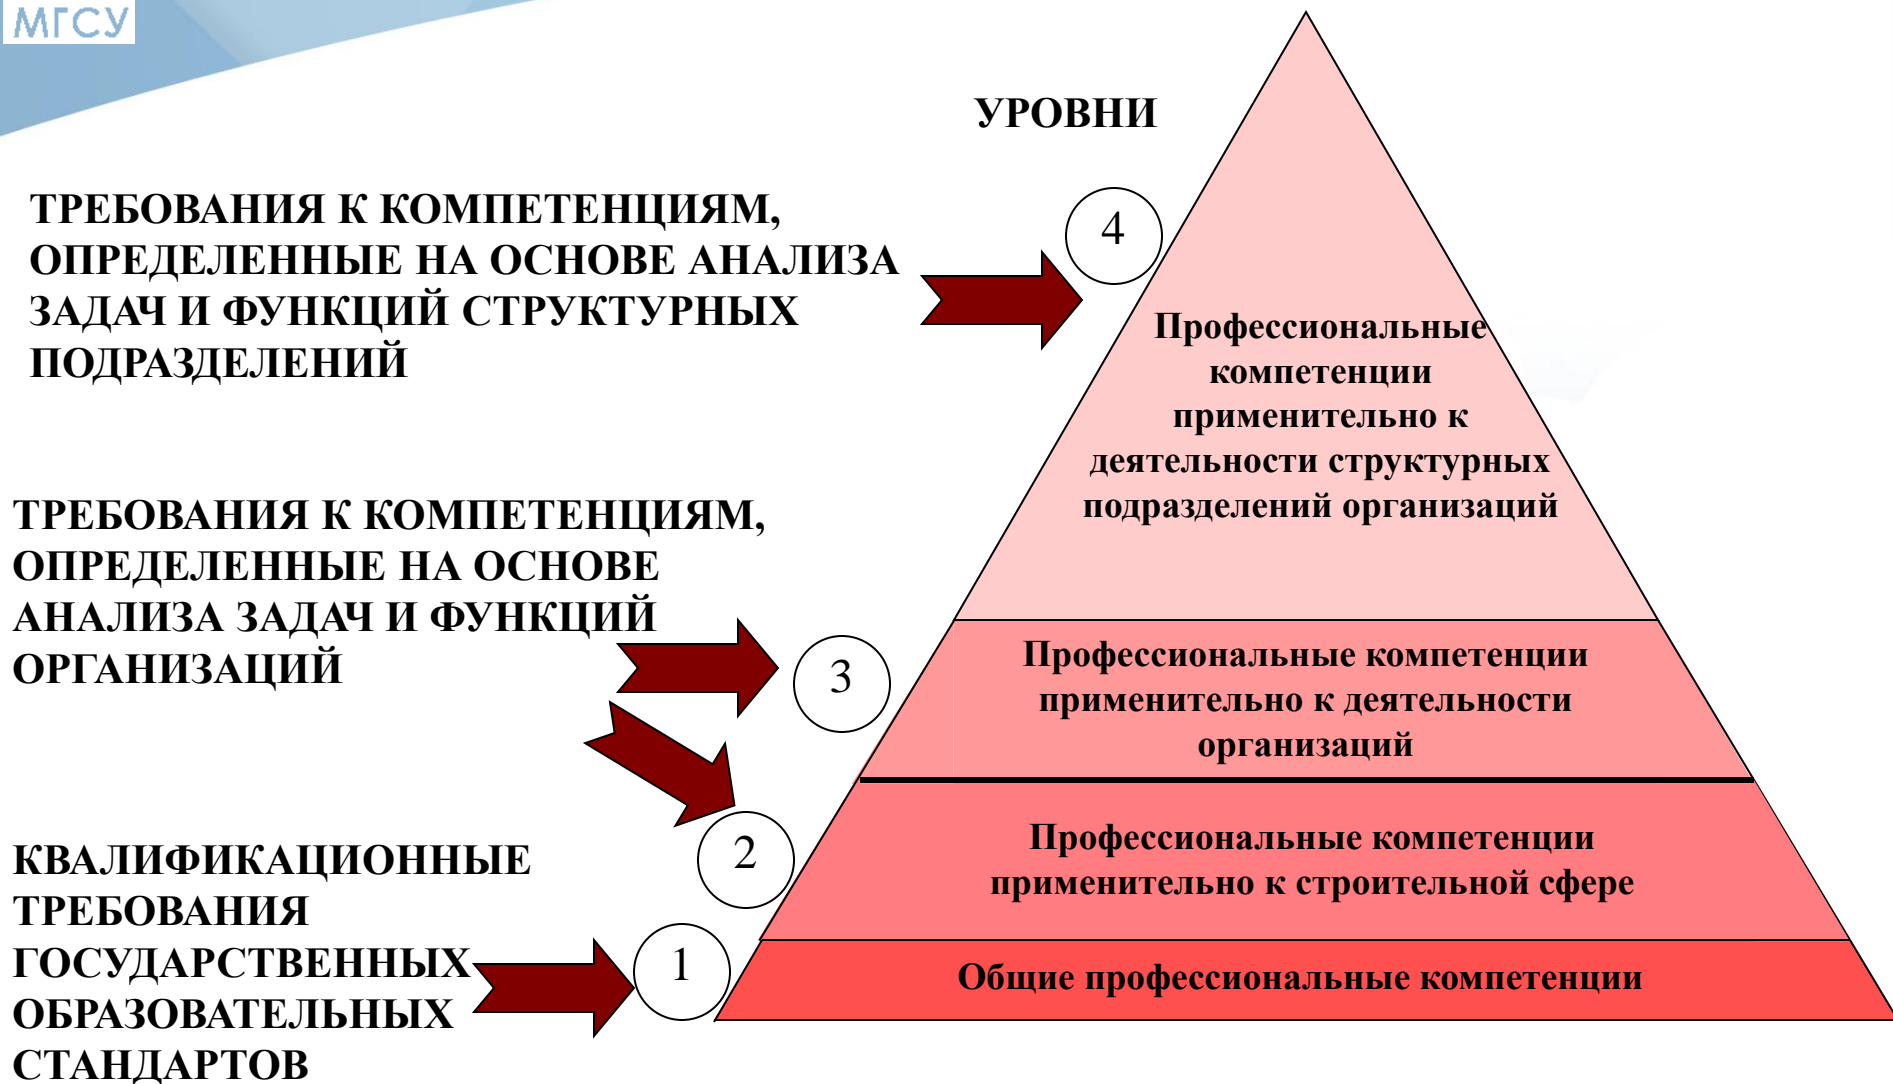 МГСУ
УРОВНИ
ТРЕБОВАНИЯ К КОМПЕТЕНЦИЯМ,
ОПРЕДЕЛЕННЫЕ НА ОСНОВЕ АНАЛИЗА
ЗАДАЧ И ФУНКЦИЙ СТРУКТУРНЫХ
ПОДРАЗДЕЛЕНИЙ
4
Профессиональные
компетенции
применительно к
деятельности структурных
подразделений организаций
ТРЕБОВАНИЯ К КОМПЕТЕНЦИЯМ,
ОПРЕДЕЛЕННЫЕ НА ОСНОВЕ
АНАЛИЗА ЗАДАЧ И ФУНКЦИЙ
ОРГАНИЗАЦИЙ
3
Профессиональные компетенции
применительно к деятельности
организаций
2
Профессиональные компетенции
применительно к строительной сфере
КВАЛИФИКАЦИОННЫЕ
ТРЕБОВАНИЯ
ГОСУДАРСТВЕННЫХ
ОБРАЗОВАТЕЛЬНЫХ
СТАНДАРТОВ
1
Общие профессиональные компетенции